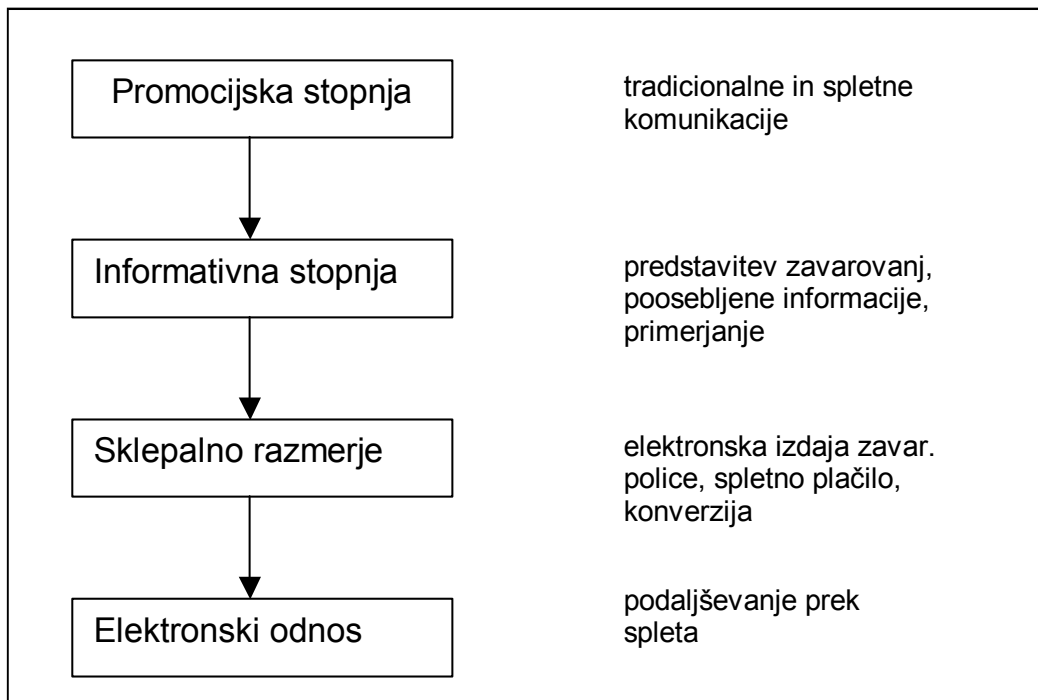 Promocijska stopnja
tradicionalne in spletne
komunikacije
Informativna stopnja
predstavitev zavarovanj,
poosebljene informacije,
primerjanje
Sklepalno razmerje
elektronska izdaja zavar.
police, spletno plačilo,
konverzija
Elektronski odnos
podaljševanje prek
spleta